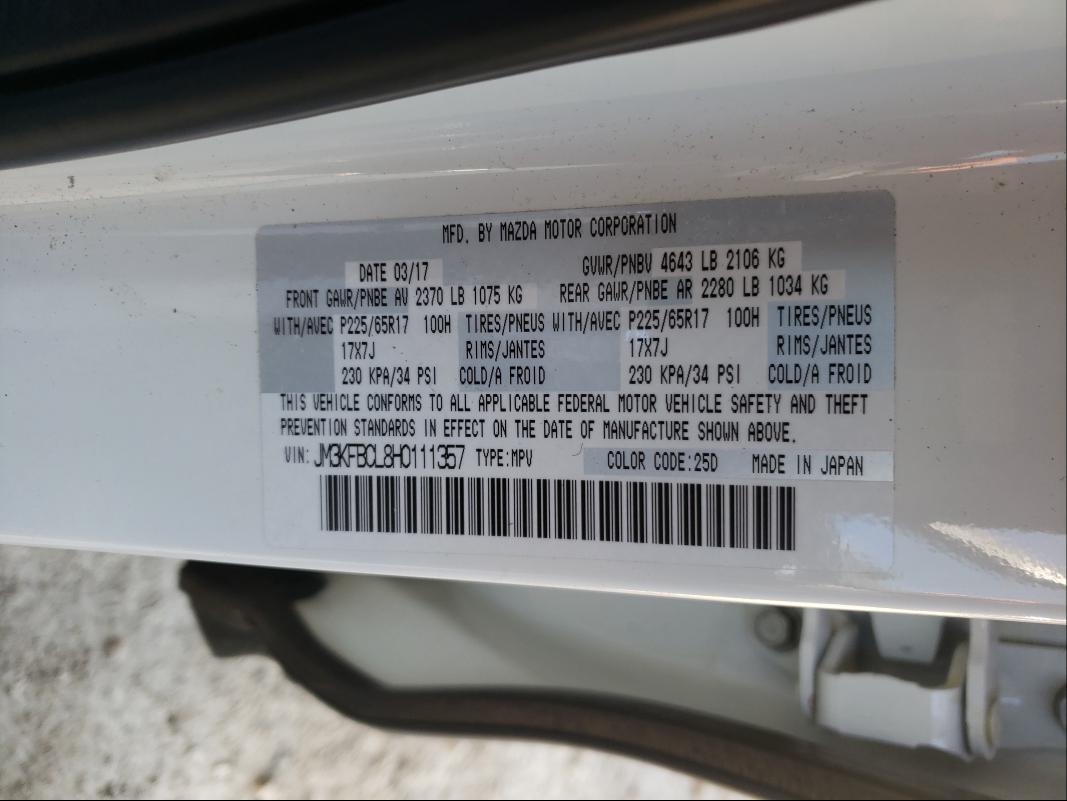 MFD. BY MAZDA MOTOR CORPORATION
DATE 03/17 GVWR/PNBV 4643 LB 2106 KG
FRONT GAWR/PNBE AV 2370 LB 1075 KG REAR GAWR/PNBE AR 2280 LB 1034 KG
WITH/AVEC P225/65R17 100H TIRES/PNEUS WITH/AVEC P225/65R17 100H TIRES/PNEUS
17X7J RIMS/JANTES 17X7J RIMS/JANTES
230 KPA/34 PSI COLD/A FROID 230 KPA/34 PSI COLD/A FROID
THIS VEHICLE CONFORMS TO ALL APPLICABLE FEDERAL MOTOR VEHICLE SAFETY AND THEFT
PREVENTION STANDARDS IN EFFECT ON THE DATE OF MANUFACTURE SHOWN ABOVE.
VIN: JM3KFBCL8H0111357 TYPE:MPV COLOR CODE:25D MADE IN JAPAN